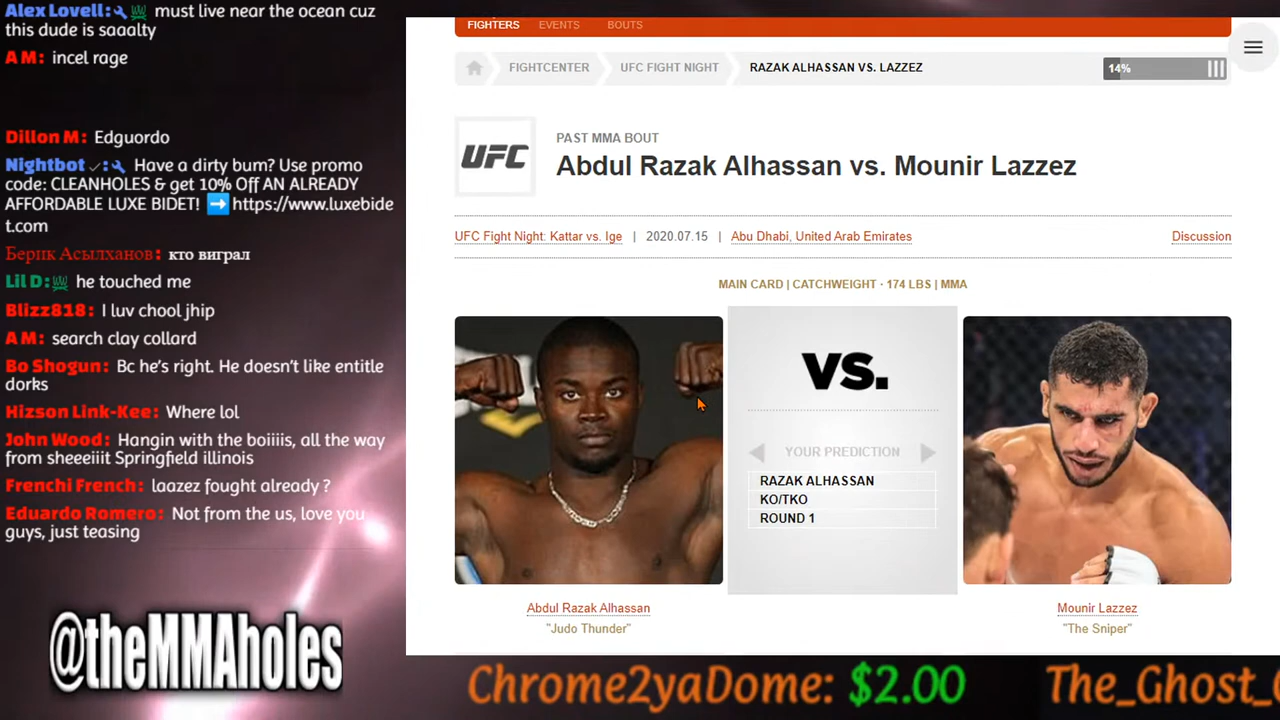 Alex Lovell: must live near the ocean cuz
this dude is saaalty
A M: incel rage
Dillon M: Edguordo
Nightbot ✓: Have a dirty bum? Use promo
code: CLEANHOLES & get 10% Off AN ALREADY
AFFORDABLE LUXE BIDET! ➡ https://www.luxebide
t.com
Берик Асылханов: кто виграл
Lil D: he touched me
Blizz818: I luv chool jhip
A M: search clay collard
Bo Shogun: Bc he's right. He doesn't like entitle
dorks
Hizson Link-Kee: Where lol
John Wood: Hangin with the boiiiis, all the way
from sheeeiiit Springfield illinois
Frenchi French: laazez fought already ?
Eduardo Romero: Not from the us, love you
guys, just teasing
@theMMAholes
FIGHTERS EVENTS BOUTS
FIGHTCENTER UFC FIGHT NIGHT RAZAK ALHASSAN VS. LAZZEZ 14%
UFC
PAST MMA BOUT
Abdul Razak Alhassan vs. Mounir Lazzez
UFC Fight Night: Kattar vs. Ige | 2020.07.15 | Abu Dhabi, United Arab Emirates Discussion
MAIN CARD | CATCHWEIGHT · 174 LBS | MMA
VS.
YOUR PREDICTION
RAZAK ALHASSAN
KO/TKO
ROUND 1
Abdul Razak Alhassan Mounir Lazzez
"Judo Thunder" "The Sniper"
Chrome2yaDome: $2.00 The_Ghost_